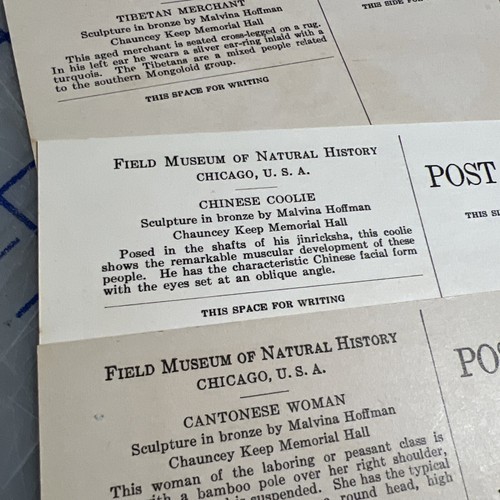 TIBETAN MERCHANT
Sculpture in bronze by Malvina Hoffman
Chauncey Keep Memorial Hall
This aged merchant is seated cross-legged on a rug.
In his left ear he wears a silver ear-ring inlaid with a
turquois. The Tibetans are a mixed people related
to the southern Mongoloid group.
THIS SPACE FOR WRITING
THIS SIDE FOR
FIELD MUSEUM OF NATURAL HISTORY
CHICAGO, U. S. A.
CHINESE COOLIE
Sculpture in bronze by Malvina Hoffman
Chauncey Keep Memorial Hall
Posed in the shafts of his jinricksha, this coolie
shows the remarkable muscular development of these
people. He has the characteristic Chinese facial form
with the eyes set at an oblique angle.
THIS SPACE FOR WRITING
POST
THIS SI
FIELD MUSEUM OF NATURAL HISTORY
CHICAGO, U. S. A.
CANTONESE WOMAN
Sculpture in bronze by Malvina Hoffman
Chauncey Keep Memorial Hall
This woman of the laboring or peasant class is
with a bamboo pole over her right shoulder,
is suspended. She has the typical
round head, high
POS